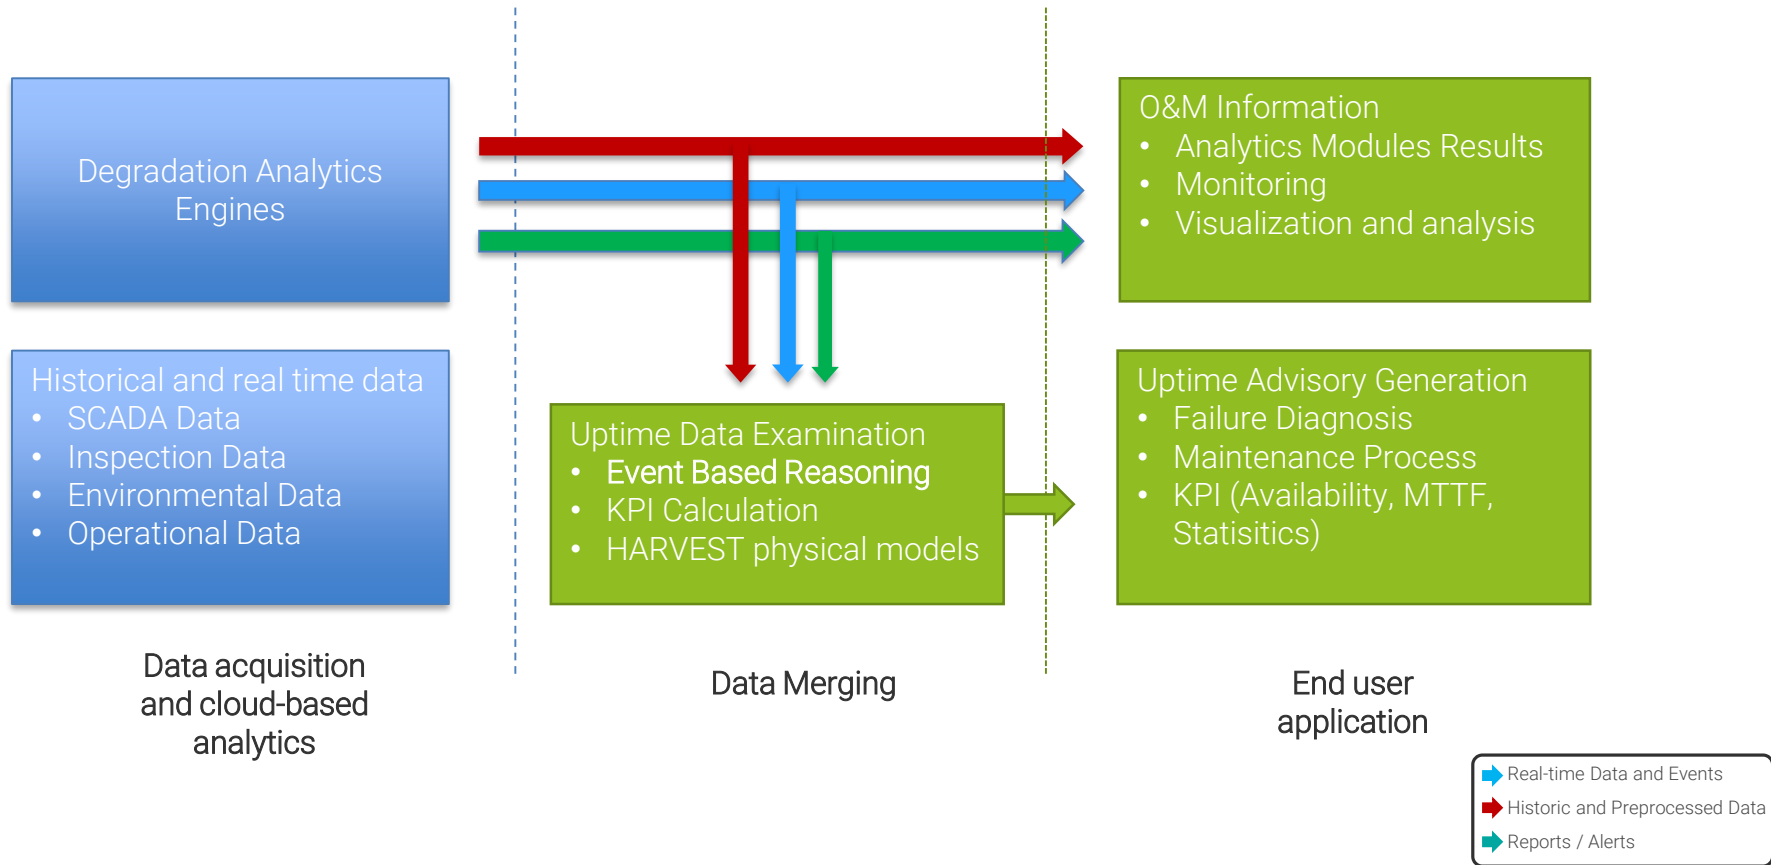 Degradation Analytics
Engines
Historical and real time data
• SCADA Data
• Inspection Data
• Environmental Data
• Operational Data
Data acquisition
and cloud-based
analytics
Uptime Data Examination
• Event Based Reasoning
• KPI Calculation
• HARVEST physical models
Data Merging
O&M Information
• Analytics Modules Results
• Monitoring
• Visualization and analysis
Uptime Advisory Generation
• Failure Diagnosis
• Maintenance Process
• KPI (Availability, MTTF,
Statisitics)
End user
application
Real-time Data and Events
Historic and Preprocessed Data
Reports / Alerts